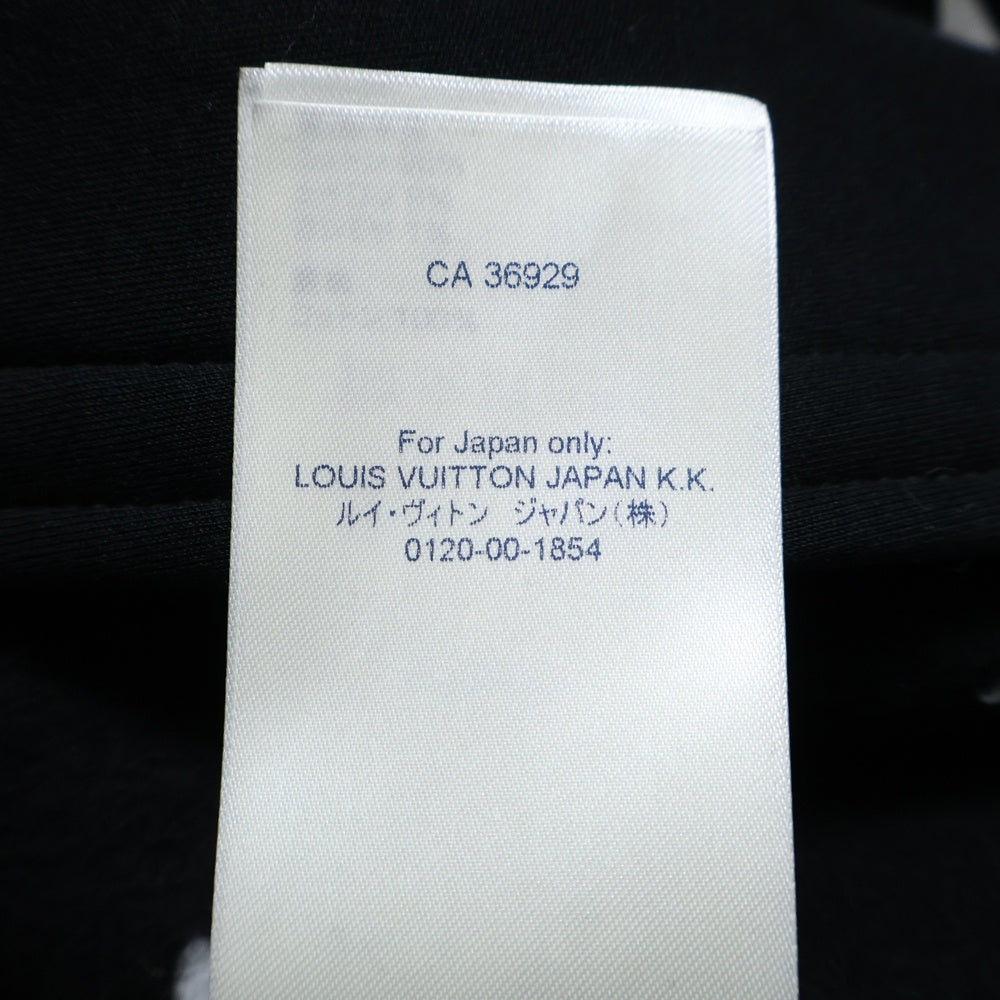 CA 36929
For Japan only:
LOUIS VUITTON JAPAN K.K.
ルイ・ヴィトン ジャパン(株)
0120-00-1854